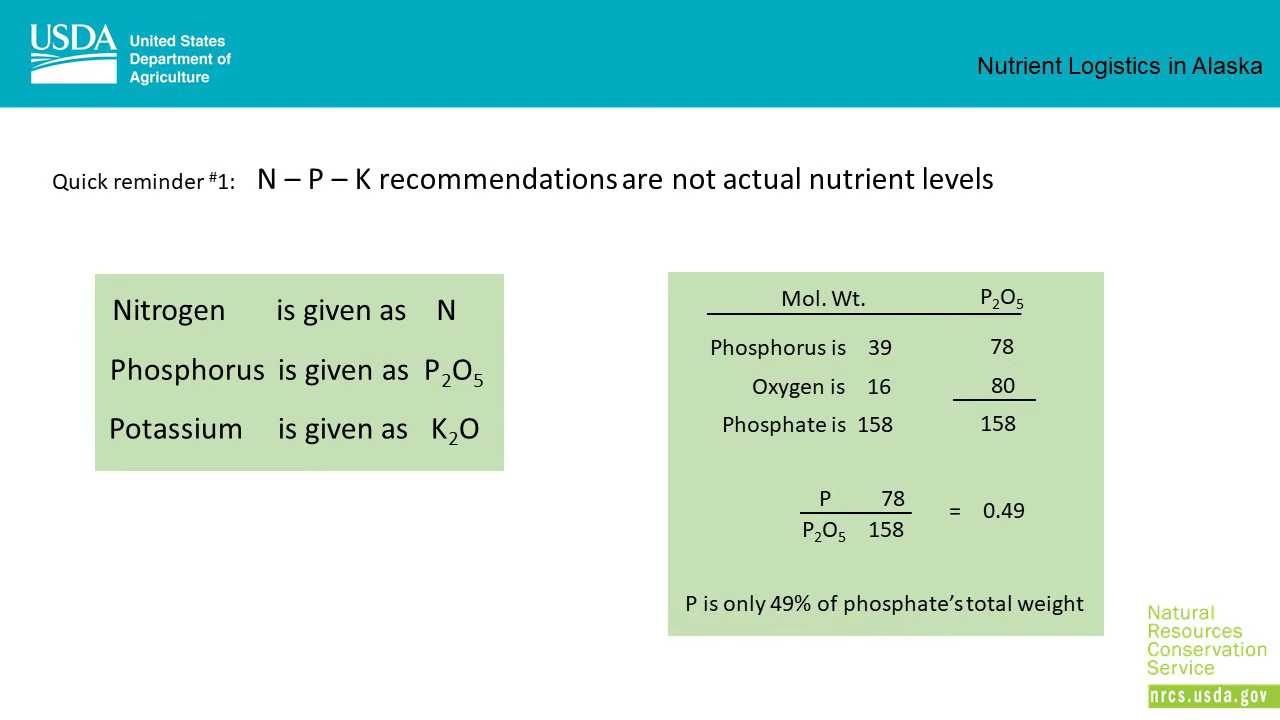 USDA
United States
Department of
Agriculture
Nutrient Logistics in Alaska
Quick reminder #1: N – P – K recommendations are not actual nutrient levels
Nitrogen is given as N
Phosphorus is given as P₂O₅
Potassium is given as K₂O
Mol. Wt. P₂O₅
Phosphorus is 39 78
Oxygen is 16 80
Phosphate is 158 158
P 78
= 0.49
P₂O₅ 158
P is only 49% of phosphate’s total weight
Natural
Resources
Conservation
Service
nrcs.usda.gov